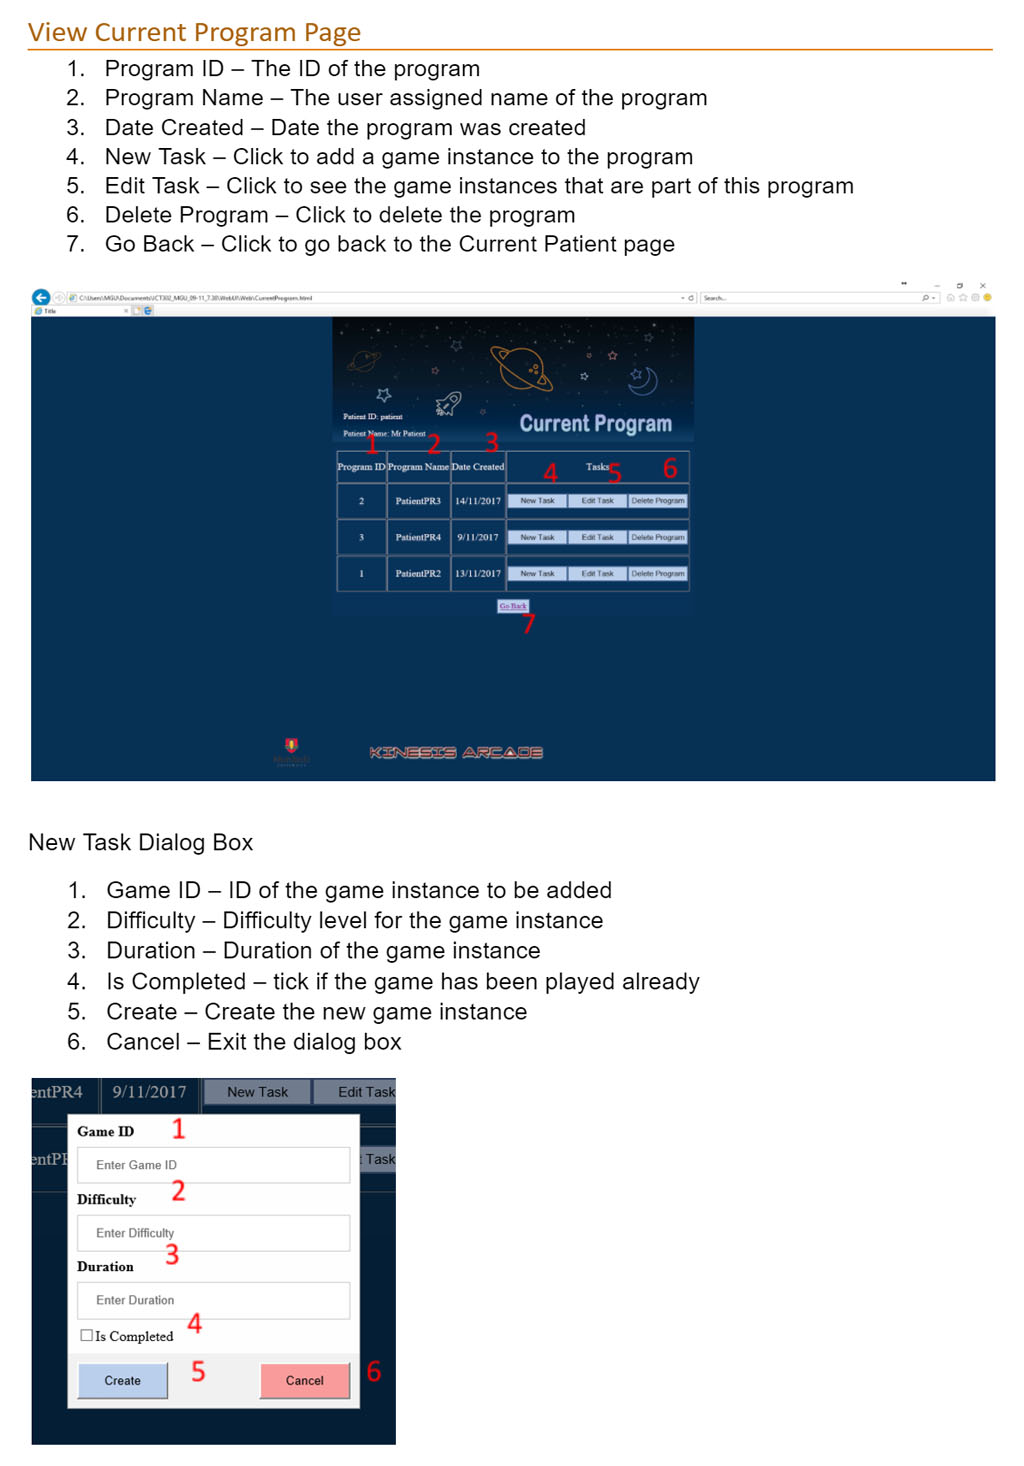 View Current Program Page
1. Program ID – The ID of the program
2. Program Name – The user assigned name of the program
3. Date Created – Date the program was created
4. New Task – Click to add a game instance to the program
5. Edit Task – Click to see the game instances that are part of this program
6. Delete Program – Click to delete the program
7. Go Back – Click to go back to the Current Patient page
Search...
Title
Patient ID: patient
Current Program
Patient Name: Mr Patient
1 2 3 4 5 6
Program ID Program Name Date Created Tasks
2 PatientPR3 14/11/2017 New Task Edit Task Delete Program
3 PatientPR4 9/11/2017 New Task Edit Task Delete Program
1 PatientPR2 13/11/2017 New Task Edit Task Delete Program
Go Back
7
KINESIS ARCADE
New Task Dialog Box
1. Game ID – ID of the game instance to be added
2. Difficulty – Difficulty level for the game instance
3. Duration – Duration of the game instance
4. Is Completed – tick if the game has been played already
5. Create – Create the new game instance
6. Cancel – Exit the dialog box
entPR4 9/11/2017 New Task Edit Task
Game ID 1
entPR Enter Game ID Task
2
Difficulty
Enter Difficulty
3
Duration
Enter Duration
4
Is Completed
Create 5 Cancel 6